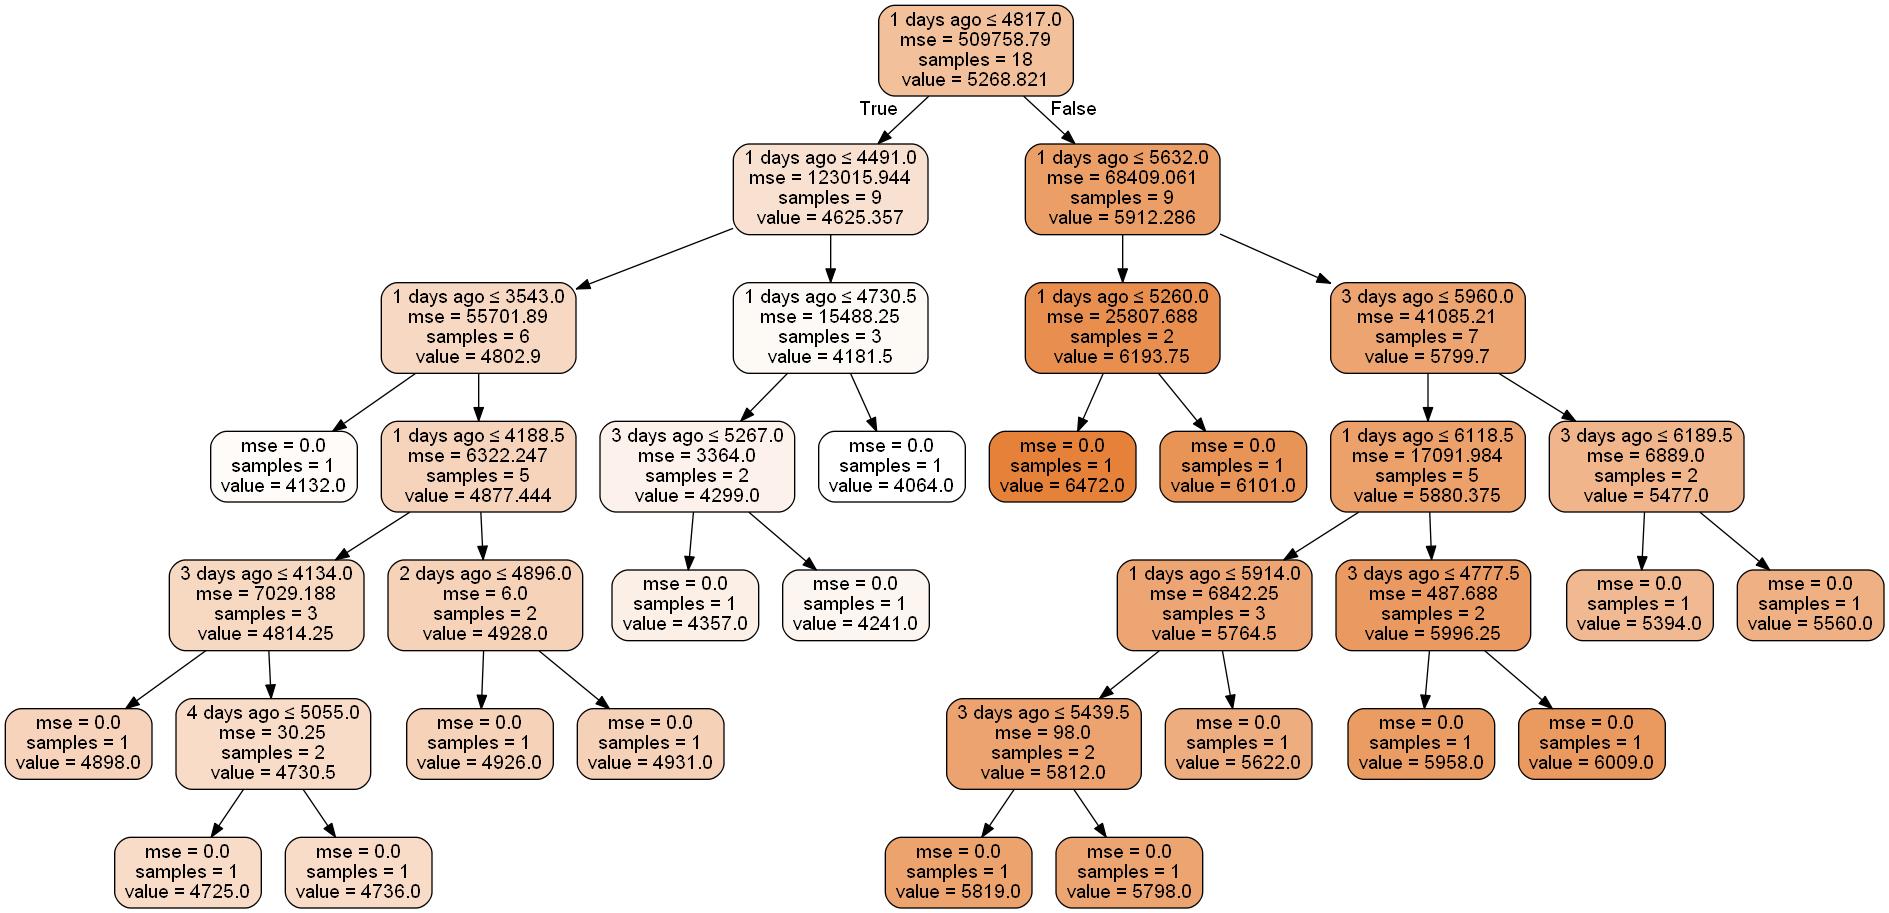 1 days ago ≤ 4817.0
mse = 509758.79
samples = 18
value = 5268.821
True
False
1 days ago ≤ 4491.0
mse = 123015.944
samples = 9
value = 4625.357
1 days ago ≤ 5632.0
mse = 68409.061
samples = 9
value = 5912.286
1 days ago ≤ 3543.0
mse = 55701.89
samples = 6
value = 4802.9
1 days ago ≤ 4730.5
mse = 15488.25
samples = 3
value = 4181.5
1 days ago ≤ 5260.0
mse = 25807.688
samples = 2
value = 6193.75
3 days ago ≤ 5960.0
mse = 41085.21
samples = 7
value = 5799.7
mse = 0.0
samples = 1
value = 4132.0
1 days ago ≤ 4188.5
mse = 6322.247
samples = 5
value = 4877.444
3 days ago ≤ 5267.0
mse = 3364.0
samples = 2
value = 4299.0
mse = 0.0
samples = 1
value = 4064.0
mse = 0.0
samples = 1
value = 6472.0
mse = 0.0
samples = 1
value = 6101.0
1 days ago ≤ 6118.5
mse = 17091.984
samples = 5
value = 5880.375
3 days ago ≤ 6189.5
mse = 6889.0
samples = 2
value = 5477.0
3 days ago ≤ 4134.0
mse = 7029.188
samples = 3
value = 4814.25
2 days ago ≤ 4896.0
mse = 6.0
samples = 2
value = 4928.0
mse = 0.0
samples = 1
value = 4357.0
mse = 0.0
samples = 1
value = 4241.0
1 days ago ≤ 5914.0
mse = 6842.25
samples = 3
value = 5764.5
3 days ago ≤ 4777.5
mse = 487.688
samples = 2
value = 5996.25
mse = 0.0
samples = 1
value = 5394.0
mse = 0.0
samples = 1
value = 5560.0
mse = 0.0
samples = 1
value = 4898.0
4 days ago ≤ 5055.0
mse = 30.25
samples = 2
value = 4730.5
mse = 0.0
samples = 1
value = 4926.0
mse = 0.0
samples = 1
value = 4931.0
3 days ago ≤ 5439.5
mse = 98.0
samples = 2
value = 5812.0
mse = 0.0
samples = 1
value = 5622.0
mse = 0.0
samples = 1
value = 5958.0
mse = 0.0
samples = 1
value = 6009.0
mse = 0.0
samples = 1
value = 4725.0
mse = 0.0
samples = 1
value = 4736.0
mse = 0.0
samples = 1
value = 5819.0
mse = 0.0
samples = 1
value = 5798.0